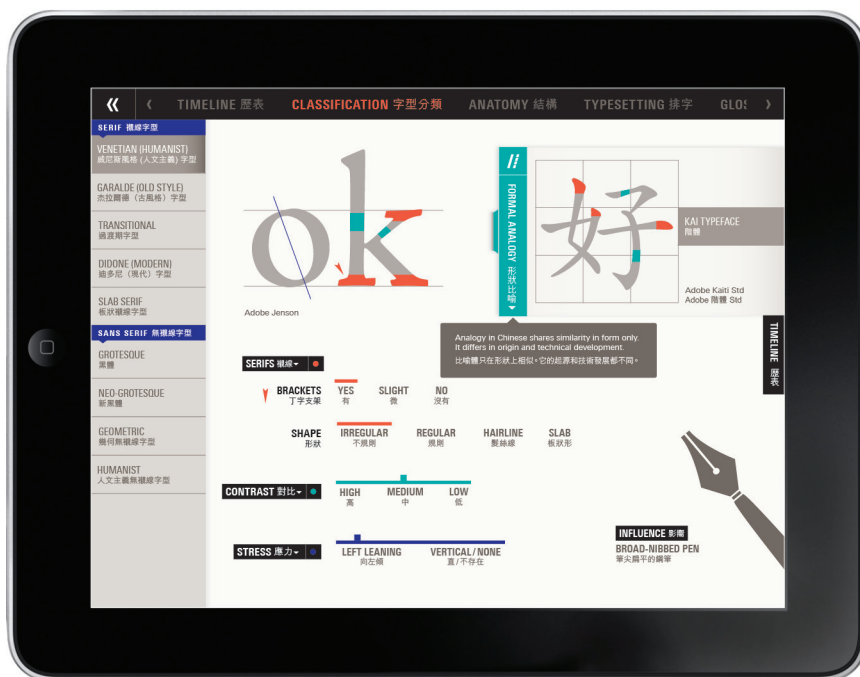 TIMELINE 歷表
CLASSIFICATION 字型分類
ANATOMY 結構
TYPESETTING 排字
GLOS
SERIF 襯線字型
VENETIAN (HUMANIST)
威尼斯風格 (人文主義) 字型
GARALDE (OLD STYLE)
杰拉爾德（古風格）字型
TRANSITIONAL
過渡期字型
DIDONE (MODERN)
迪多尼（現代）字型
SLAB SERIF
板狀襯線字型
SANS SERIF 無襯線字型
GROTESQUE
黑體
NEO-GROTESQUE
新黑體
GEOMETRIC
幾何無襯線字型
HUMANIST
人文主義無襯線字型
ok
Adobe Jenson
FORMAL ANALOGY 形狀比喻
好
KAI TYPEFACE
階體
Adobe Kaiti Std
Adobe 階體 Std
Analogy in Chinese shares similarity in form only.
It differs in origin and technical development.
比喻體只在形狀上相似。它的起源和技術發展都不同。
TIMELINE 歷表
SERIFS 襯線
BRACKETS YES SLIGHT NO
丁字支架 有 微 沒有
SHAPE IRREGULAR REGULAR HAIRLINE SLAB
形狀 不規則 規則 髮絲線 板狀形
CONTRAST 對比
HIGH MEDIUM LOW
高 中 低
STRESS 應力
LEFT LEANING VERTICAL/NONE
向左傾 直/不存在
INFLUENCE 影響
BROAD-NIBBED PEN
筆尖扁平的鋼筆